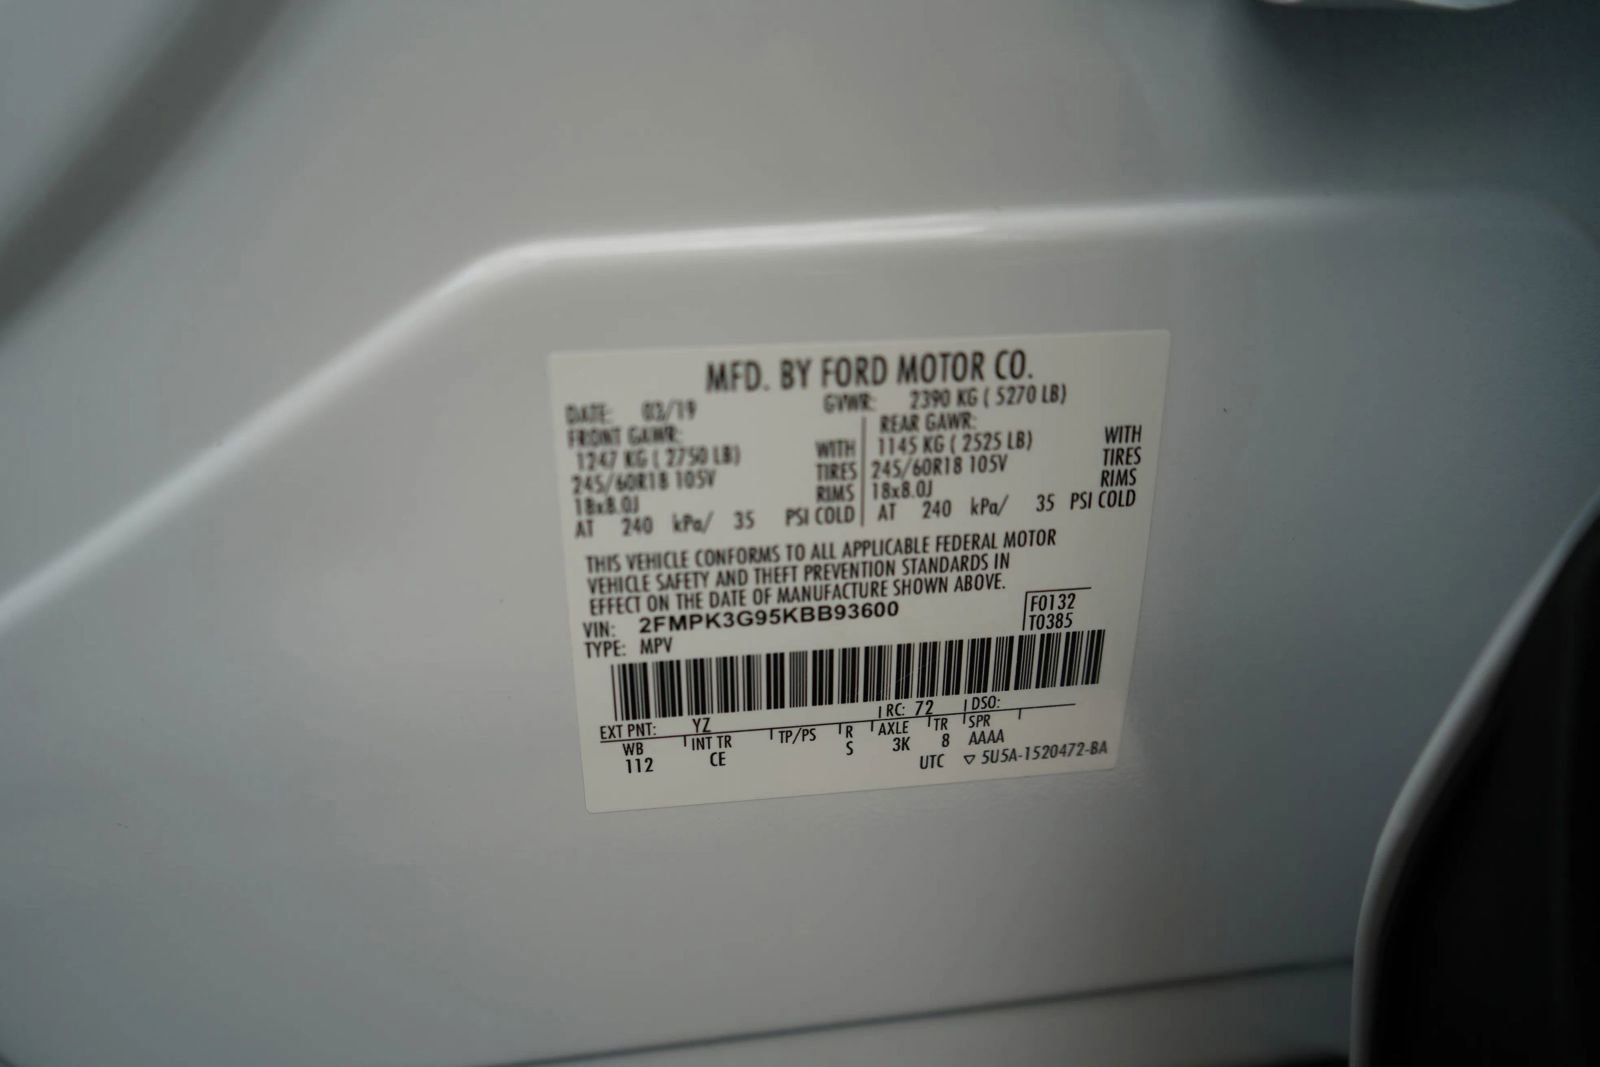 MFD. BY FORD MOTOR CO.
DATE: 03/19 GVWR: 2390 KG ( 5270 LB)
FRONT GAWR: REAR GAWR:
1247 KG ( 2750 LB) WITH 1145 KG ( 2525 LB) WITH
245/60R18 105V TIRES 245/60R18 105V TIRES
18x8.0J RIMS 18x8.0J RIMS
AT 240 kPa/ 35 PSI COLD AT 240 kPa/ 35 PSI COLD
THIS VEHICLE CONFORMS TO ALL APPLICABLE FEDERAL MOTOR
VEHICLE SAFETY AND THEFT PREVENTION STANDARDS IN
EFFECT ON THE DATE OF MANUFACTURE SHOWN ABOVE.
VIN: 2FMPK3G95KBB93600 F0132
TYPE: MPV T0385
EXT PNT: YZ RC: 72 DSO:
WB INT TR TP/PS R AXLE TR SPR
112 CE S 3K 8 AAAA
UTC ▽ 5U5A-1520472-BA